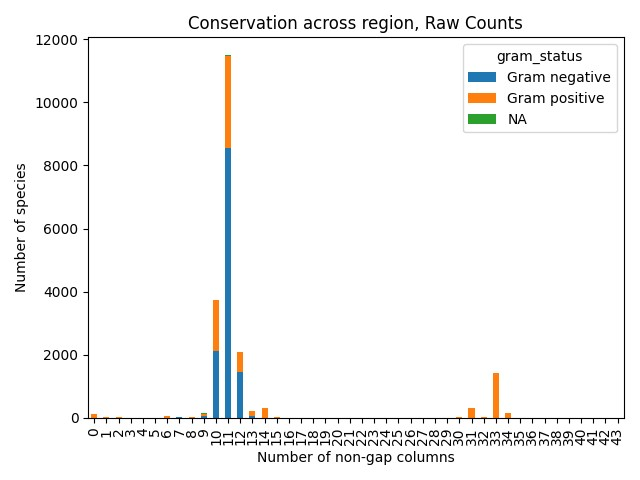 Conservation across region, Raw Counts
12000
10000
8000
6000
4000
2000
0
Number of species
gram_status
Gram negative
Gram positive
NA
0 1 2 3 4 5 6 7 8 9 10 11 12 13 14 15 16 17 18 19 20 21 22 23 24 25 26 27 28 29 30 31 32 33 34 35 36 37 38 39 40 41 42 43
Number of non-gap columns